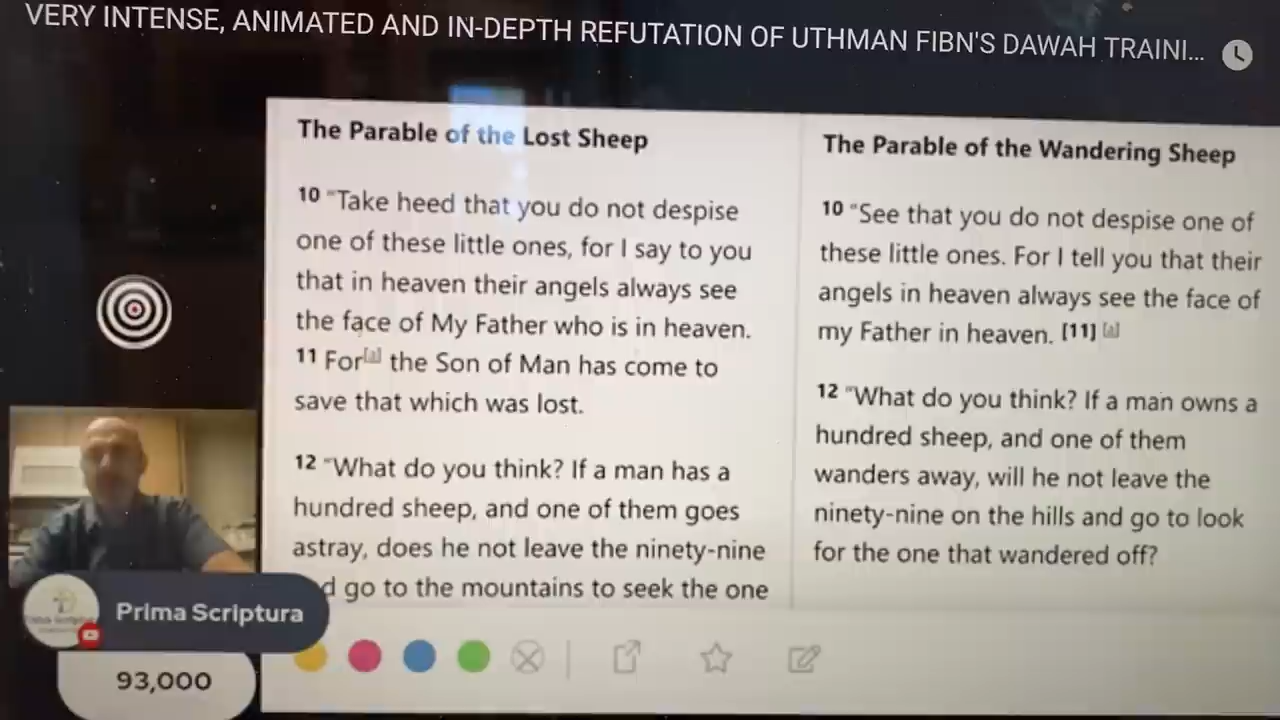 VERY INTENSE, ANIMATED AND IN-DEPTH REFUTATION OF UTHMAN FIBN'S DAWAH TRAINI...
The Parable of the Lost Sheep
10 "Take heed that you do not despise
one of these little ones, for I say to you
that in heaven their angels always see
the face of My Father who is in heaven.
11 For[a] the Son of Man has come to
save that which was lost.
12 "What do you think? If a man has a
hundred sheep, and one of them goes
astray, does he not leave the ninety-nine
d go to the mountains to seek the one
The Parable of the Wandering Sheep
10 "See that you do not despise one of
these little ones. For I tell you that their
angels in heaven always see the face of
my Father in heaven. [11] [a]
12 "What do you think? If a man owns a
hundred sheep, and one of them
wanders away, will he not leave the
ninety-nine on the hills and go to look
for the one that wandered off?
Prima Scriptura
93,000